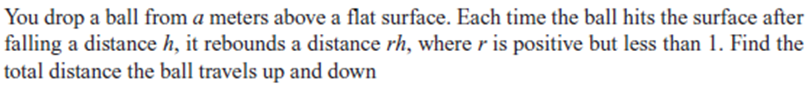 You drop a ball from a meters above a flat surface. Each time the ball hits the surface after
falling a distance h, it rebounds a distance rh, where r is positive but less than 1. Find the
total distance the ball travels up and down